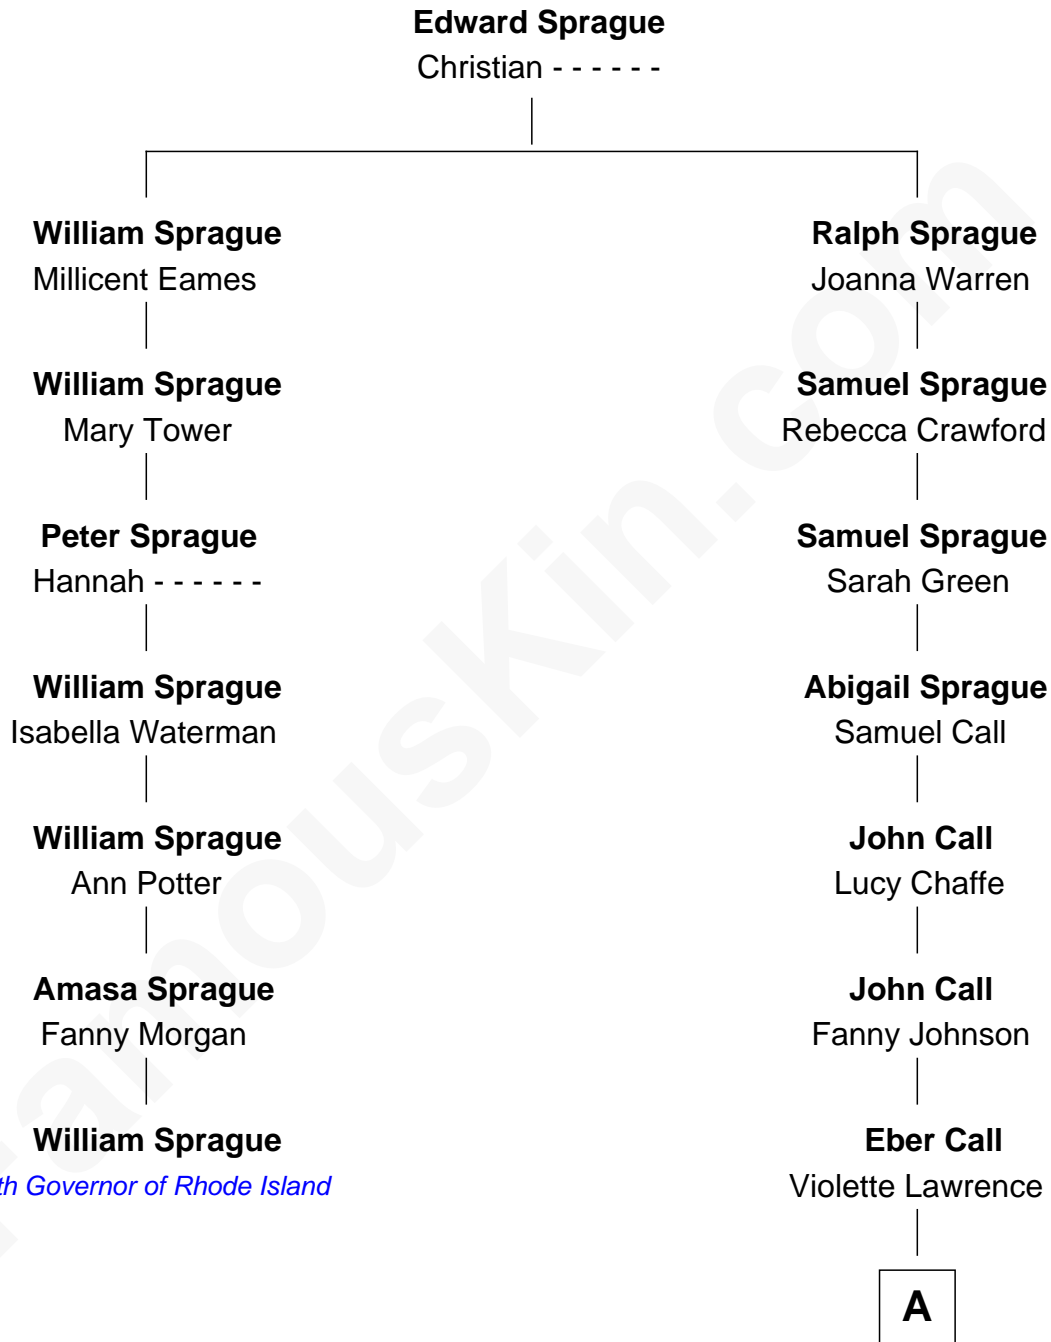 Edward Sprague
Christian - - - - - -
William Sprague
Millicent Eames
Ralph Sprague
Joanna Warren
William Sprague
Mary Tower
Samuel Sprague
Rebecca Crawford
Peter Sprague
Hannah - - - - - -
Samuel Sprague
Sarah Green
William Sprague
Isabella Waterman
Abigail Sprague
Samuel Call
William Sprague
Ann Potter
John Call
Lucy Chaffe
Amasa Sprague
Fanny Morgan
John Call
Fanny Johnson
William Sprague
th Governor of Rhode Island
Eber Call
Violette Lawrence
A
FamousKin.com